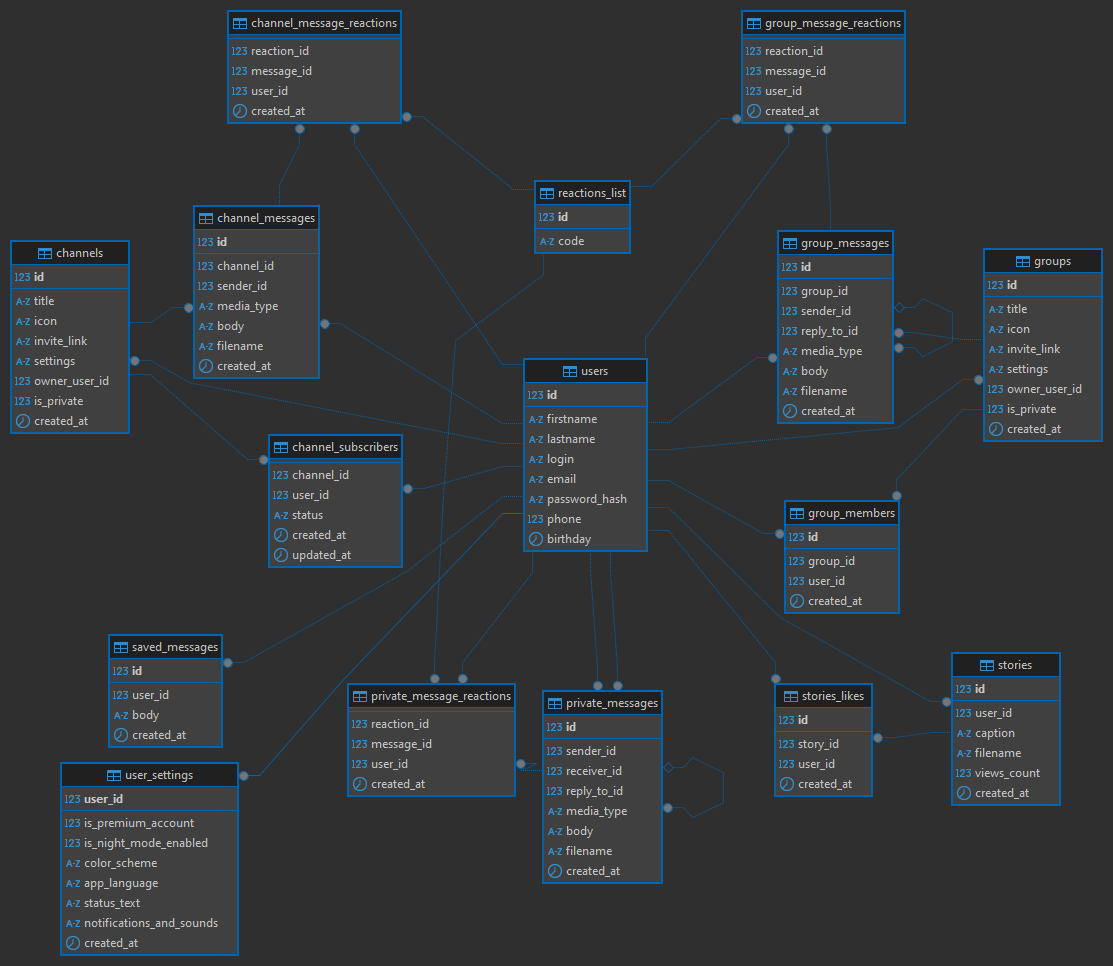 channel_message_reactions
123 reaction_id
123 message_id
123 user_id
created_at
group_message_reactions
123 reaction_id
123 message_id
123 user_id
created_at
reactions_list
123 id
A-Z code
channel_messages
123 id
123 channel_id
123 sender_id
A-Z media_type
A-Z body
A-Z filename
created_at
channels
123 id
A-Z title
A-Z icon
A-Z invite_link
A-Z settings
123 owner_user_id
123 is_private
created_at
group_messages
123 id
123 group_id
123 sender_id
123 reply_to_id
A-Z media_type
A-Z body
A-Z filename
created_at
groups
123 id
A-Z title
A-Z icon
A-Z invite_link
A-Z settings
123 owner_user_id
123 is_private
created_at
users
123 id
A-Z firstname
A-Z lastname
A-Z login
A-Z email
A-Z password_hash
123 phone
birthday
channel_subscribers
123 channel_id
123 user_id
A-Z status
created_at
updated_at
group_members
123 id
123 group_id
123 user_id
created_at
saved_messages
123 id
123 user_id
A-Z body
created_at
private_message_reactions
123 reaction_id
123 message_id
123 user_id
created_at
private_messages
123 id
123 sender_id
123 receiver_id
123 reply_to_id
A-Z media_type
A-Z body
A-Z filename
created_at
stories_likes
123 id
123 story_id
123 user_id
created_at
stories
123 id
123 user_id
A-Z caption
A-Z filename
123 views_count
created_at
user_settings
123 user_id
123 is_premium_account
123 is_night_mode_enabled
A-Z color_scheme
A-Z app_language
A-Z status_text
A-Z notifications_and_sounds
created_at